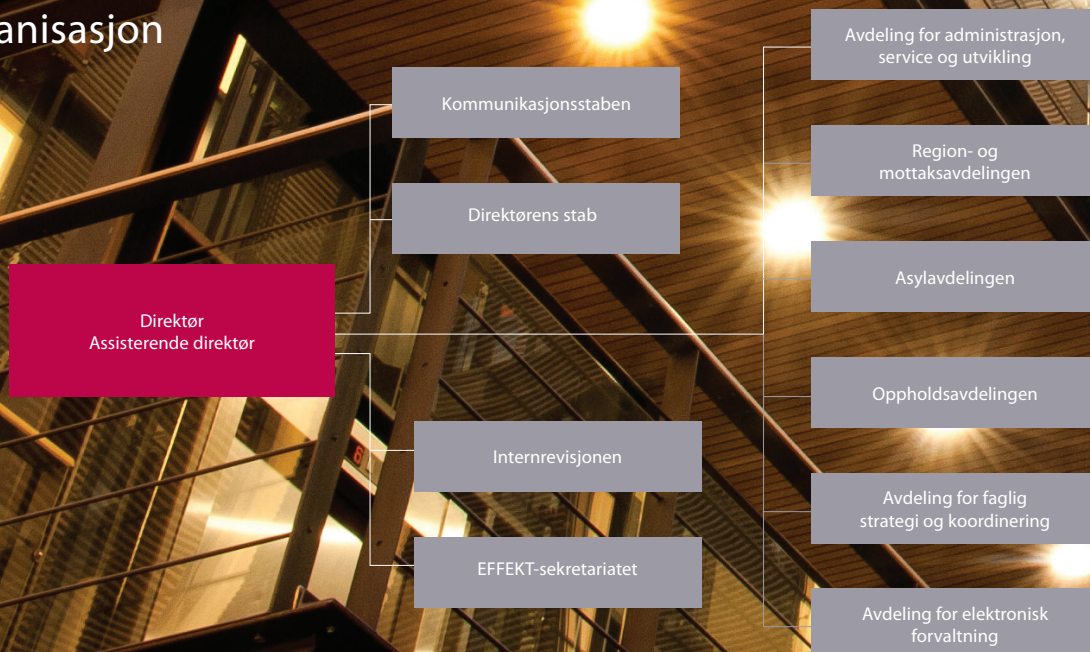 anisasjon
Kommunikasjonsstaben
Direktørens stab
Direktør
Assisterende direktør
Internrevisjonen
EFFEKT-sekretariatet
Avdeling for administrasjon,
service og utvikling
Region- og
mottaksavdelingen
Asylavdelingen
Oppholdsavdelingen
Avdeling for faglig
strategi og koordinering
Avdeling for elektronisk
forvaltning